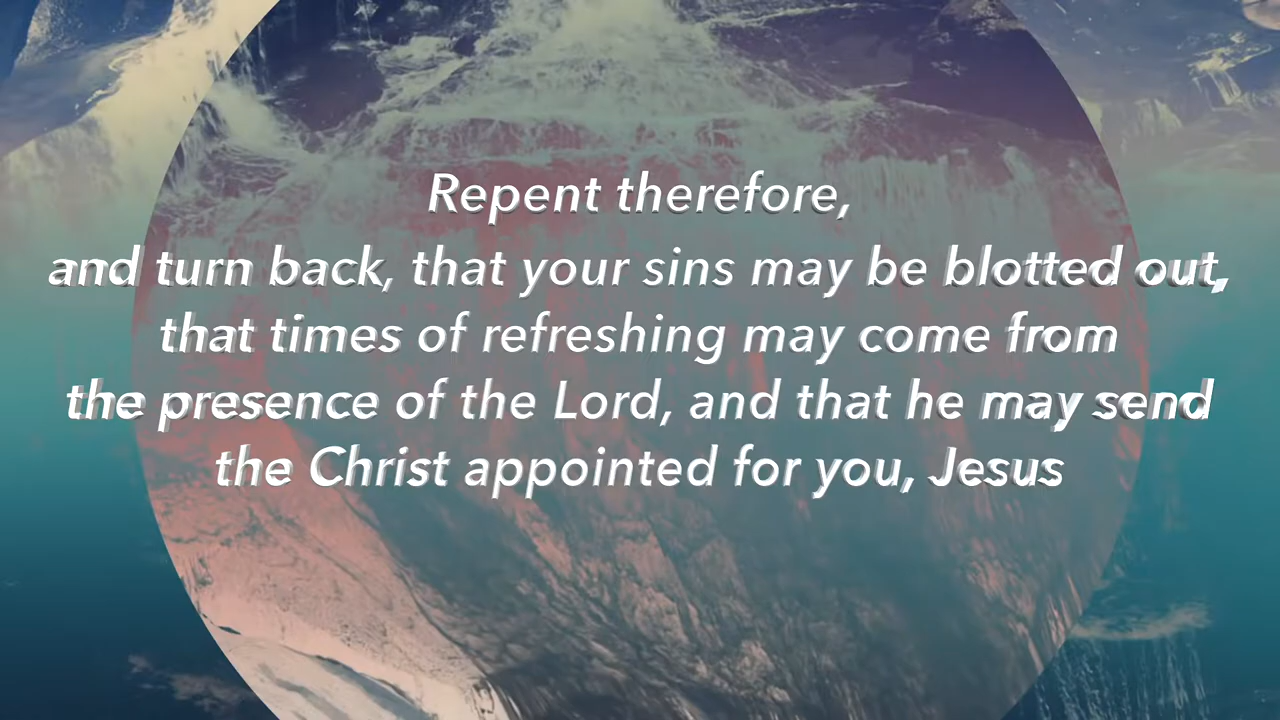 Repent therefore,
and turn back, that your sins may be blotted out,
that times of refreshing may come from
the presence of the Lord, and that he may send
the Christ appointed for you, Jesus